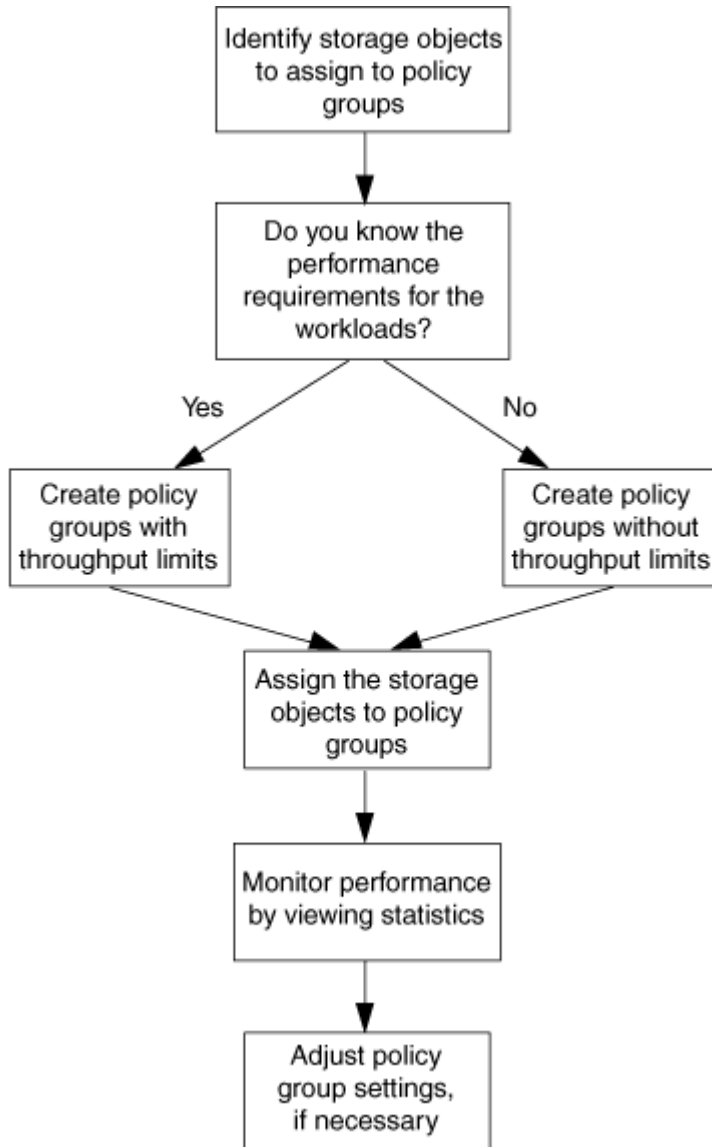 Identify storage objects
to assign to policy
groups
Do you know the
performance
requirements for the
workloads?
Yes
No
Create policy
groups with
throughput limits
Create policy
groups without
throughput limits
Assign the storage
objects to policy
groups
Monitor performance
by viewing statistics
Adjust policy
group settings,
if necessary